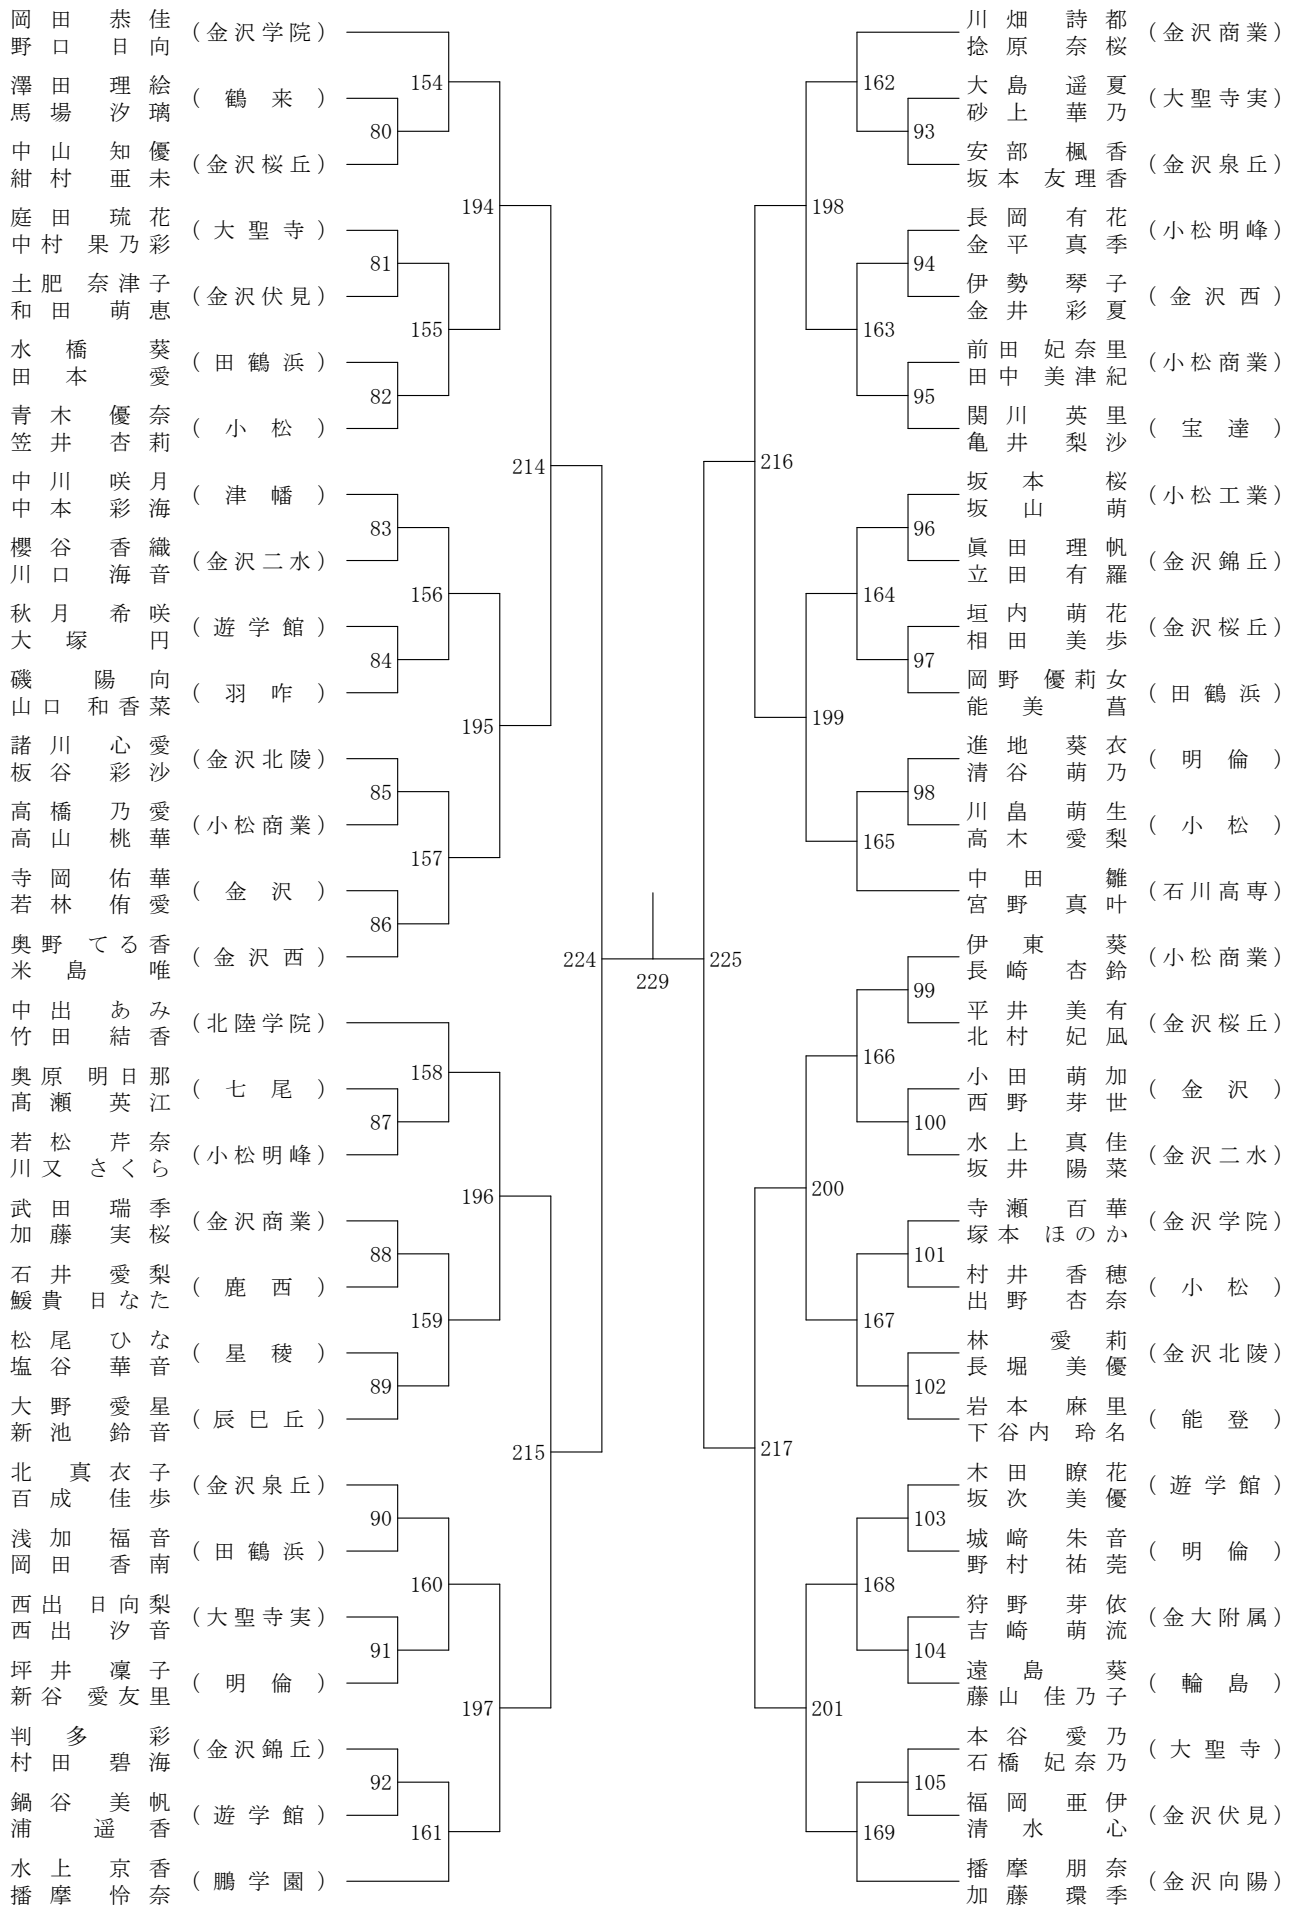 岡田 恭佳
野口 日向
(金沢学院)
澤田 理絵
馬場 汐璃
(鶴来)
中山 知優
紺村 亜未
(金沢桜丘)
庭田 琉花
中村 果乃彩
(大聖寺)
土肥 奈津子
和田 萌恵
(金沢伏見)
水橋 葵
田本 愛
(田鶴浜)
青木 優奈
笠井 杏莉
(小松)
中川 咲月
中本 彩海
(津幡)
櫻谷 香織
川口 海音
(金沢二水)
秋月 希咲
大塚 円
(遊学館)
磯 陽向
山口 和香菜
(羽咋)
諸川 心愛
板谷 彩沙
(金沢北陵)
高橋 乃愛
高山 桃華
(小松商業)
寺岡 佑華
若林 侑愛
(金沢)
奥野 てる香
米島 唯
(金沢西)
中出 あみ
竹田 結香
(北陸学院)
奥原 明日那
髙瀬 英江
(七尾)
若松 芹奈
川又 さくら
(小松明峰)
武田 瑞季
加藤 実桜
(金沢商業)
石井 愛梨
鰀貴 日なた
(鹿西)
松尾 ひな
塩谷 華音
(星稜)
大野 愛星
新池 鈴音
(辰巳丘)
北 真衣子
百成 佳歩
(金沢泉丘)
浅加 福音
岡田 香南
(田鶴浜)
西出 日向梨
西出 汐音
(大聖寺実)
坪井 凜子
新谷 愛友里
(明倫)
判多 彩
村田 碧海
(金沢錦丘)
鍋谷 美帆
浦 遥香
(遊学館)
水上 京香
播摩 怜奈
(鵬学園)
80
81
82
83
84
85
86
87
88
89
90
91
92
154
155
156
157
158
159
160
161
194
195
196
197
214
215
224
229
225
216
217
198
199
200
201
162
163
164
165
166
167
168
169
93
94
95
96
97
98
99
100
101
102
103
104
105
川畑 詩都
捻原 奈桜
(金沢商業)
大島 遥夏
砂上 華乃
(大聖寺実)
安部 楓香
坂本 友理香
(金沢泉丘)
長岡 有花
金平 真季
(小松明峰)
伊勢 琴子
金井 彩夏
(金沢西)
前田 妃奈里
田中 美津紀
(小松商業)
関川 英里
亀井 梨沙
(宝達)
坂本 桜
坂山 萌
(小松工業)
眞田 理帆
立田 有羅
(金沢錦丘)
垣内 萌花
相田 美歩
(金沢桜丘)
岡野 優莉女
能美 菖
(田鶴浜)
進地 葵衣
清谷 萌乃
(明倫)
川畠 萌生
高木 愛梨
(小松)
中田 雛
宮野 真叶
(石川高専)
伊東 葵
長崎 杏鈴
(小松商業)
平井 美有
北村 妃凪
(金沢桜丘)
小田 萌加
西野 芽世
(金沢)
水上 真佳
坂井 陽菜
(金沢二水)
寺瀬 百華
塚本 ほのか
(金沢学院)
村井 香穂
出野 杏奈
(小松)
林 愛莉
長堀 美優
(金沢北陵)
岩本 麻里
下谷内 玲名
(能登)
木田 瞭花
坂次 美優
(遊学館)
城﨑 朱音
野村 祐莞
(明倫)
狩野 芽依
吉崎 萌流
(金大附属)
遠島 葵
藤山 佳乃子
(輪島)
本谷 愛乃
石橋 妃奈乃
(大聖寺)
福岡 亜伊
清水 心
(金沢伏見)
播摩 朋奈
加藤 環季
(金沢向陽)